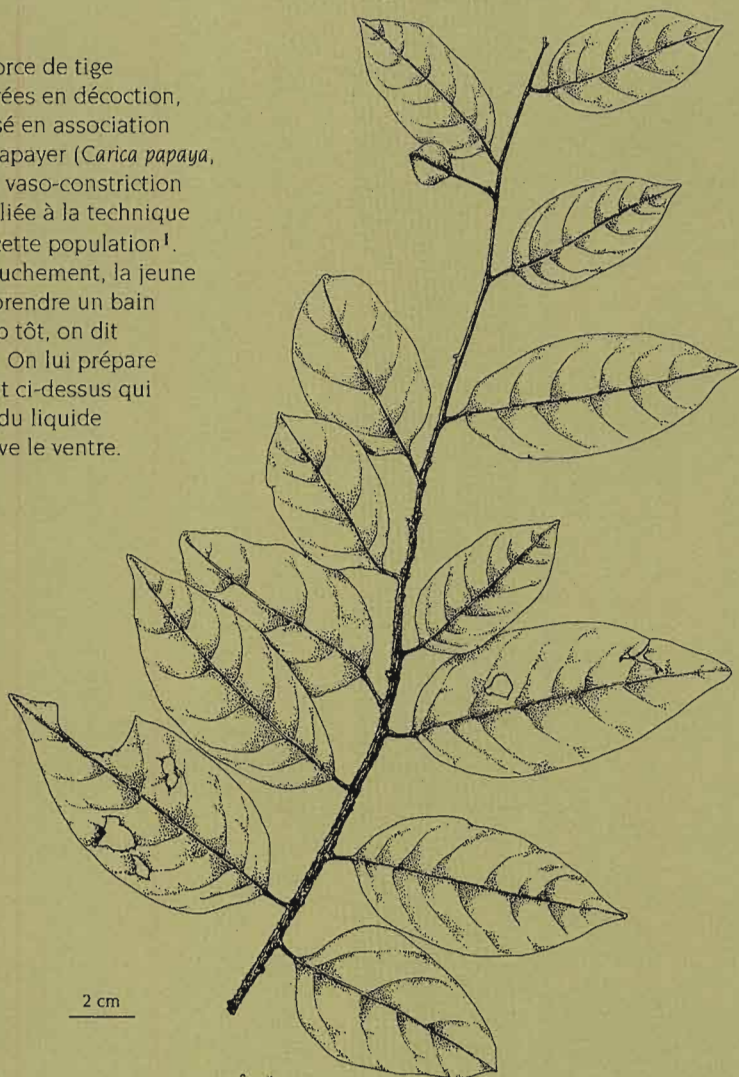 orce de tige
ées en décoction,
sé en association
apayer (Carica papaya,
vaso-constriction
liée à la technique
cette population¹.
uchement, la jeune
prendre un bain
o tôt, on dit
On lui prépare
t ci-dessus qui
du liquide
ve le ventre.
2 cm